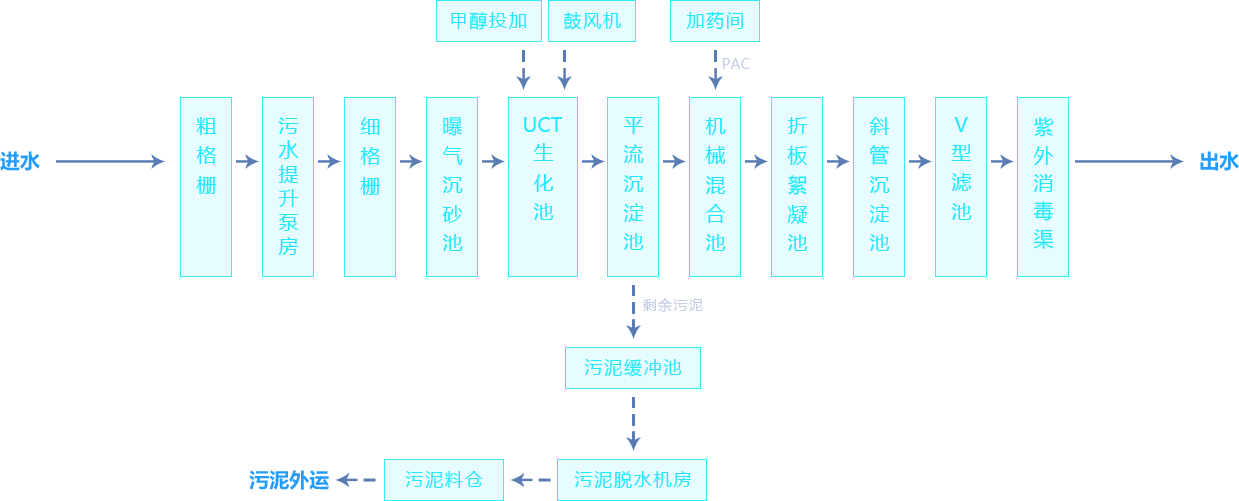 甲醇投加
鼓风机
加药间
PAC
进水
粗格栅
污水提升泵房
细格栅
曝气沉砂池
UCT生化池
平流沉淀池
机械混合池
折板絮凝池
斜管沉淀池
V型滤池
紫外消毒渠
出水
剩余污泥
污泥缓冲池
污泥外运
污泥料仓
污泥脱水机房